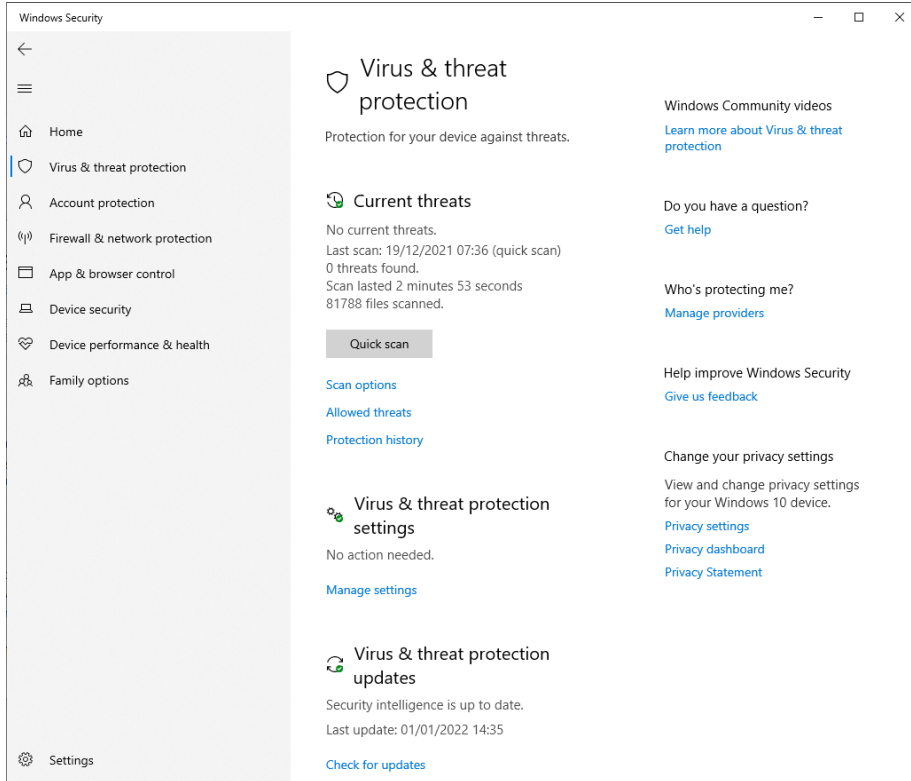 Windows Security
Home
Virus & threat protection
Account protection
Firewall & network protection
App & browser control
Device security
Device performance & health
Family options
Settings
Virus & threat
protection
Protection for your device against threats.
Current threats
No current threats.
Last scan: 19/12/2021 07:36 (quick scan)
0 threats found.
Scan lasted 2 minutes 53 seconds
81788 files scanned.
Quick scan
Scan options
Allowed threats
Protection history
Virus & threat protection
settings
No action needed.
Manage settings
Virus & threat protection
updates
Security intelligence is up to date.
Last update: 01/01/2022 14:35
Check for updates
Windows Community videos
Learn more about Virus & threat
protection
Do you have a question?
Get help
Who's protecting me?
Manage providers
Help improve Windows Security
Give us feedback
Change your privacy settings
View and change privacy settings
for your Windows 10 device.
Privacy settings
Privacy dashboard
Privacy Statement